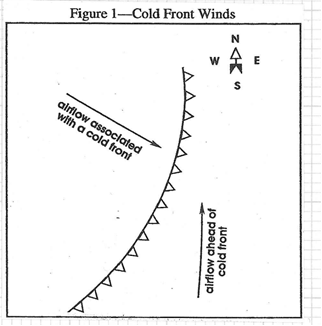 Figure 1—Cold Front Winds
N
W E
S
airflow associated
with a cold front
airflow ahead of
cold front